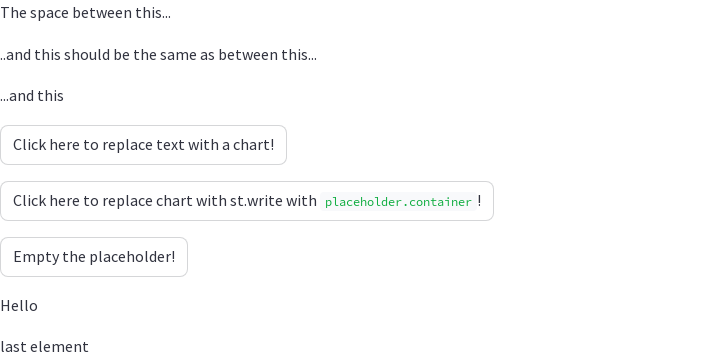 The space between this...
..and this should be the same as between this...
...and this
Click here to replace text with a chart!
Click here to replace chart with st.write with placeholder.container!
Empty the placeholder!
Hello
last element